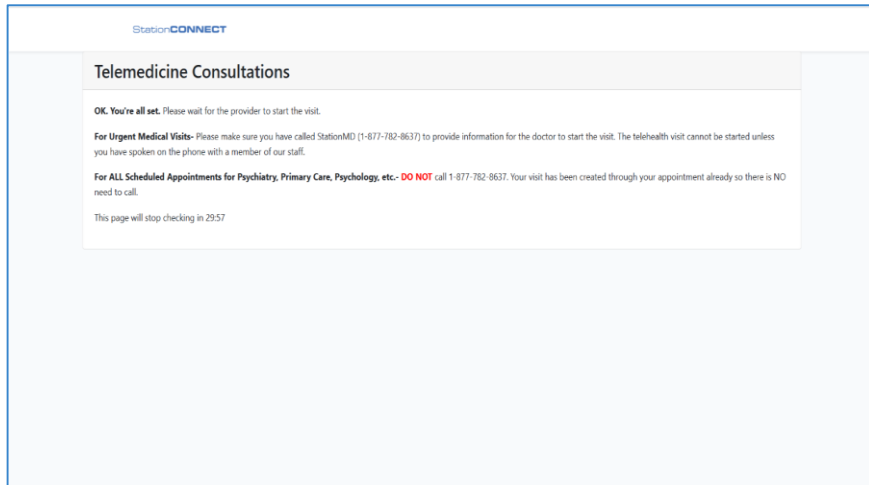 StationCONNECT
Telemedicine Consultations
OK. You're all set. Please wait for the provider to start the visit.
For Urgent Medical Visits- Please make sure you have called StationMD (1-877-782-8637) to provide information for the doctor to start the visit. The telehealth visit cannot be started unless
you have spoken on the phone with a member of our staff.
For ALL Scheduled Appointments for Psychiatry, Primary Care, Psychology, etc.- DO NOT call 1-877-782-8637. Your visit has been created through your appointment already so there is NO
need to call.
This page will stop checking in 29:57